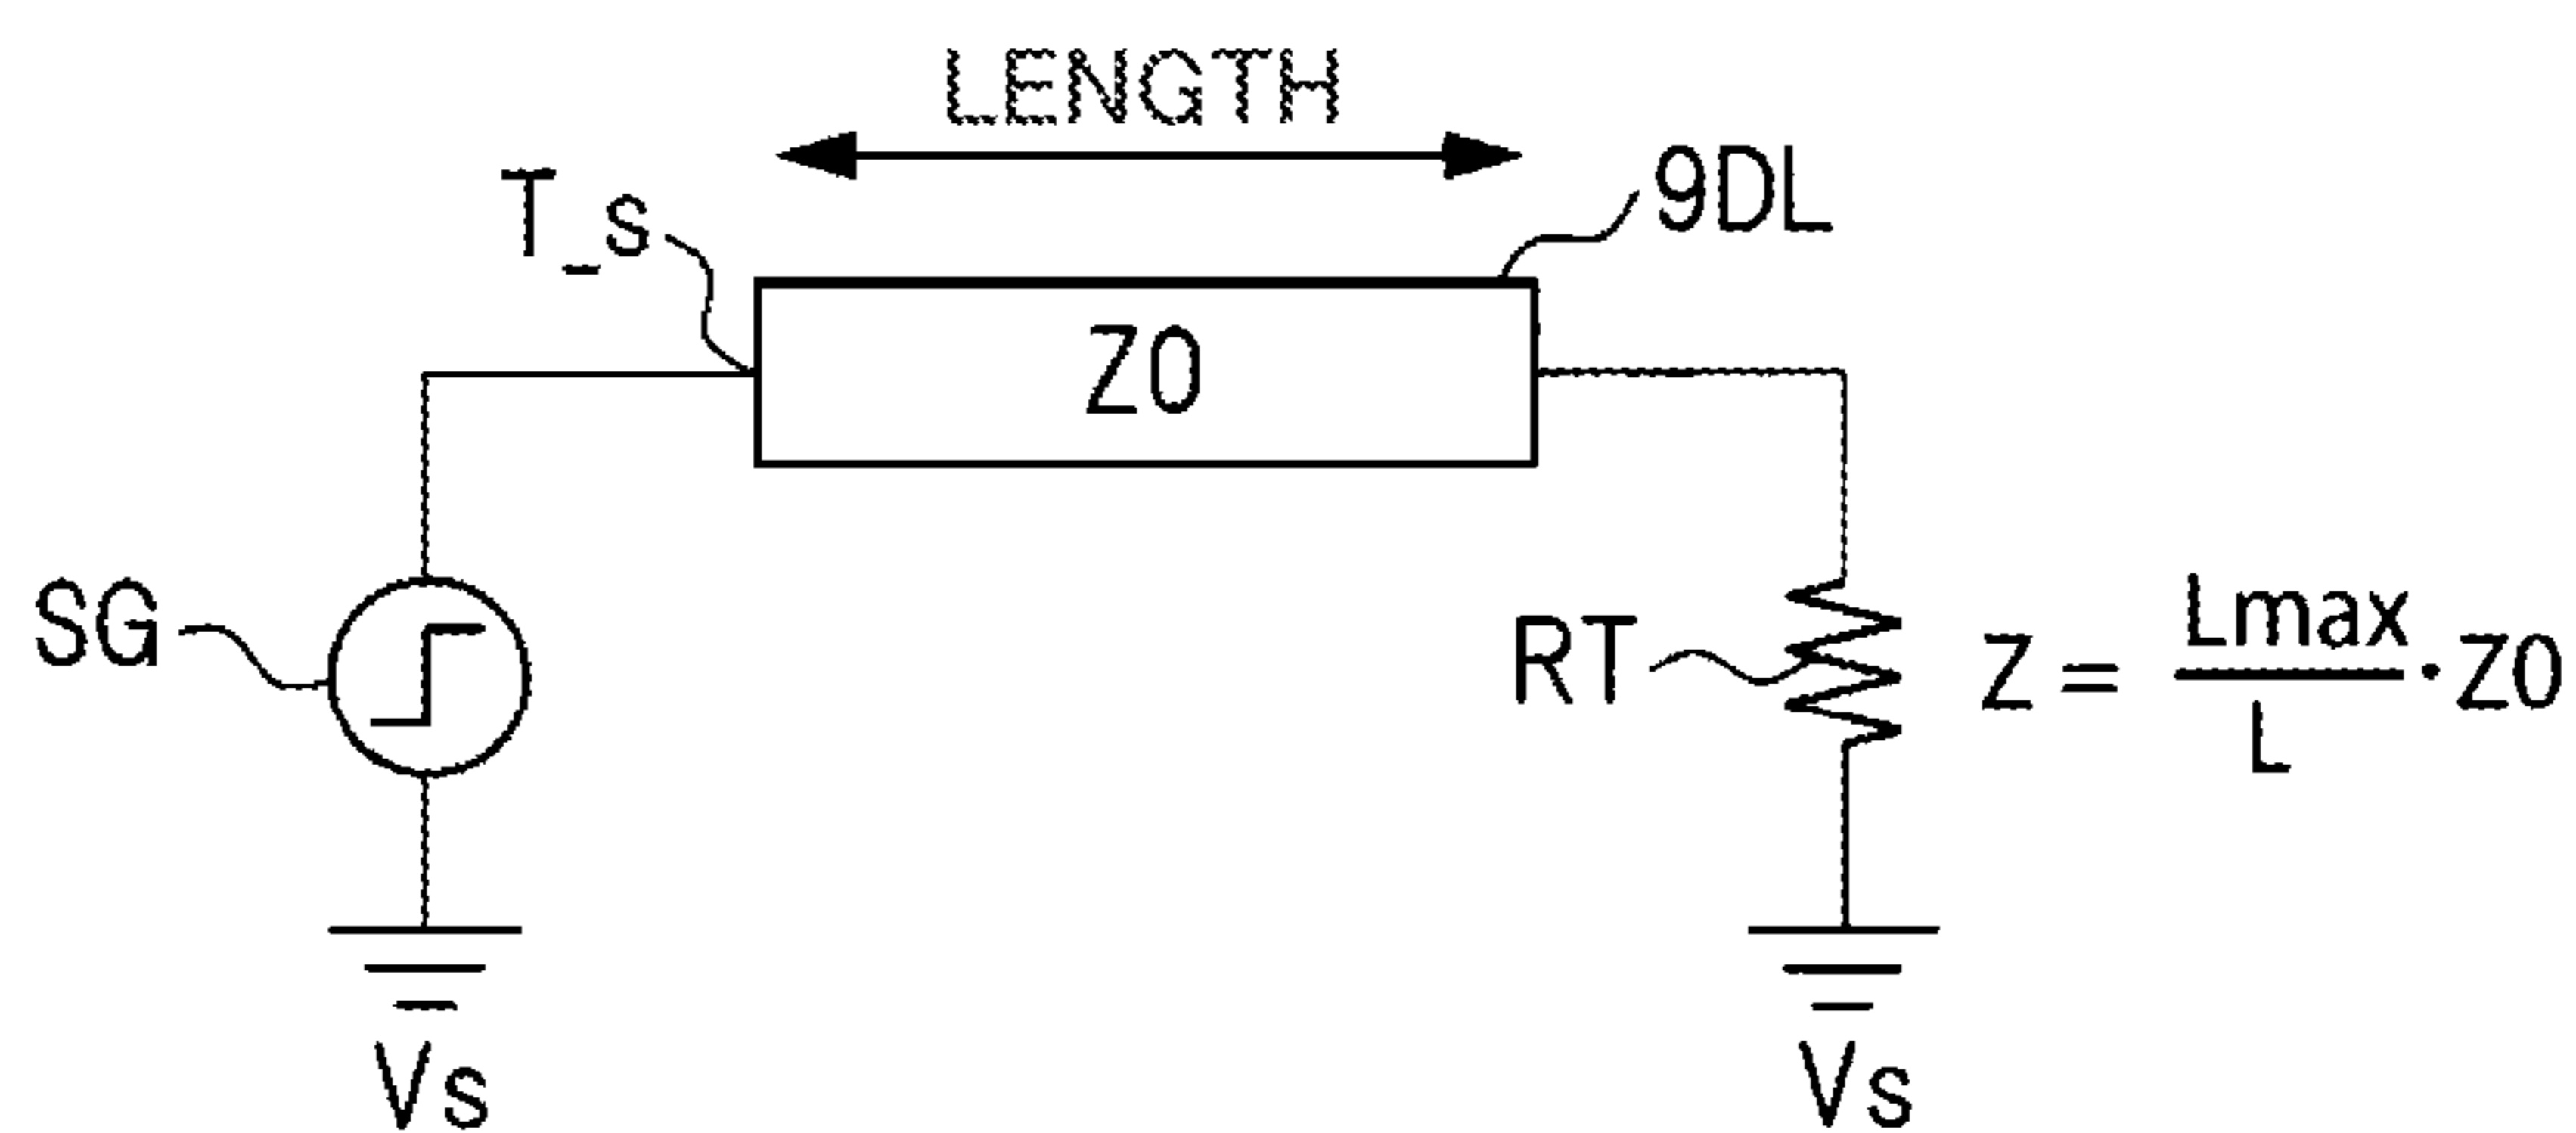 LENGTH
T_s
9DL
Z0
SG
RT
Z = Lmax/L · Z0
Vs
Vs